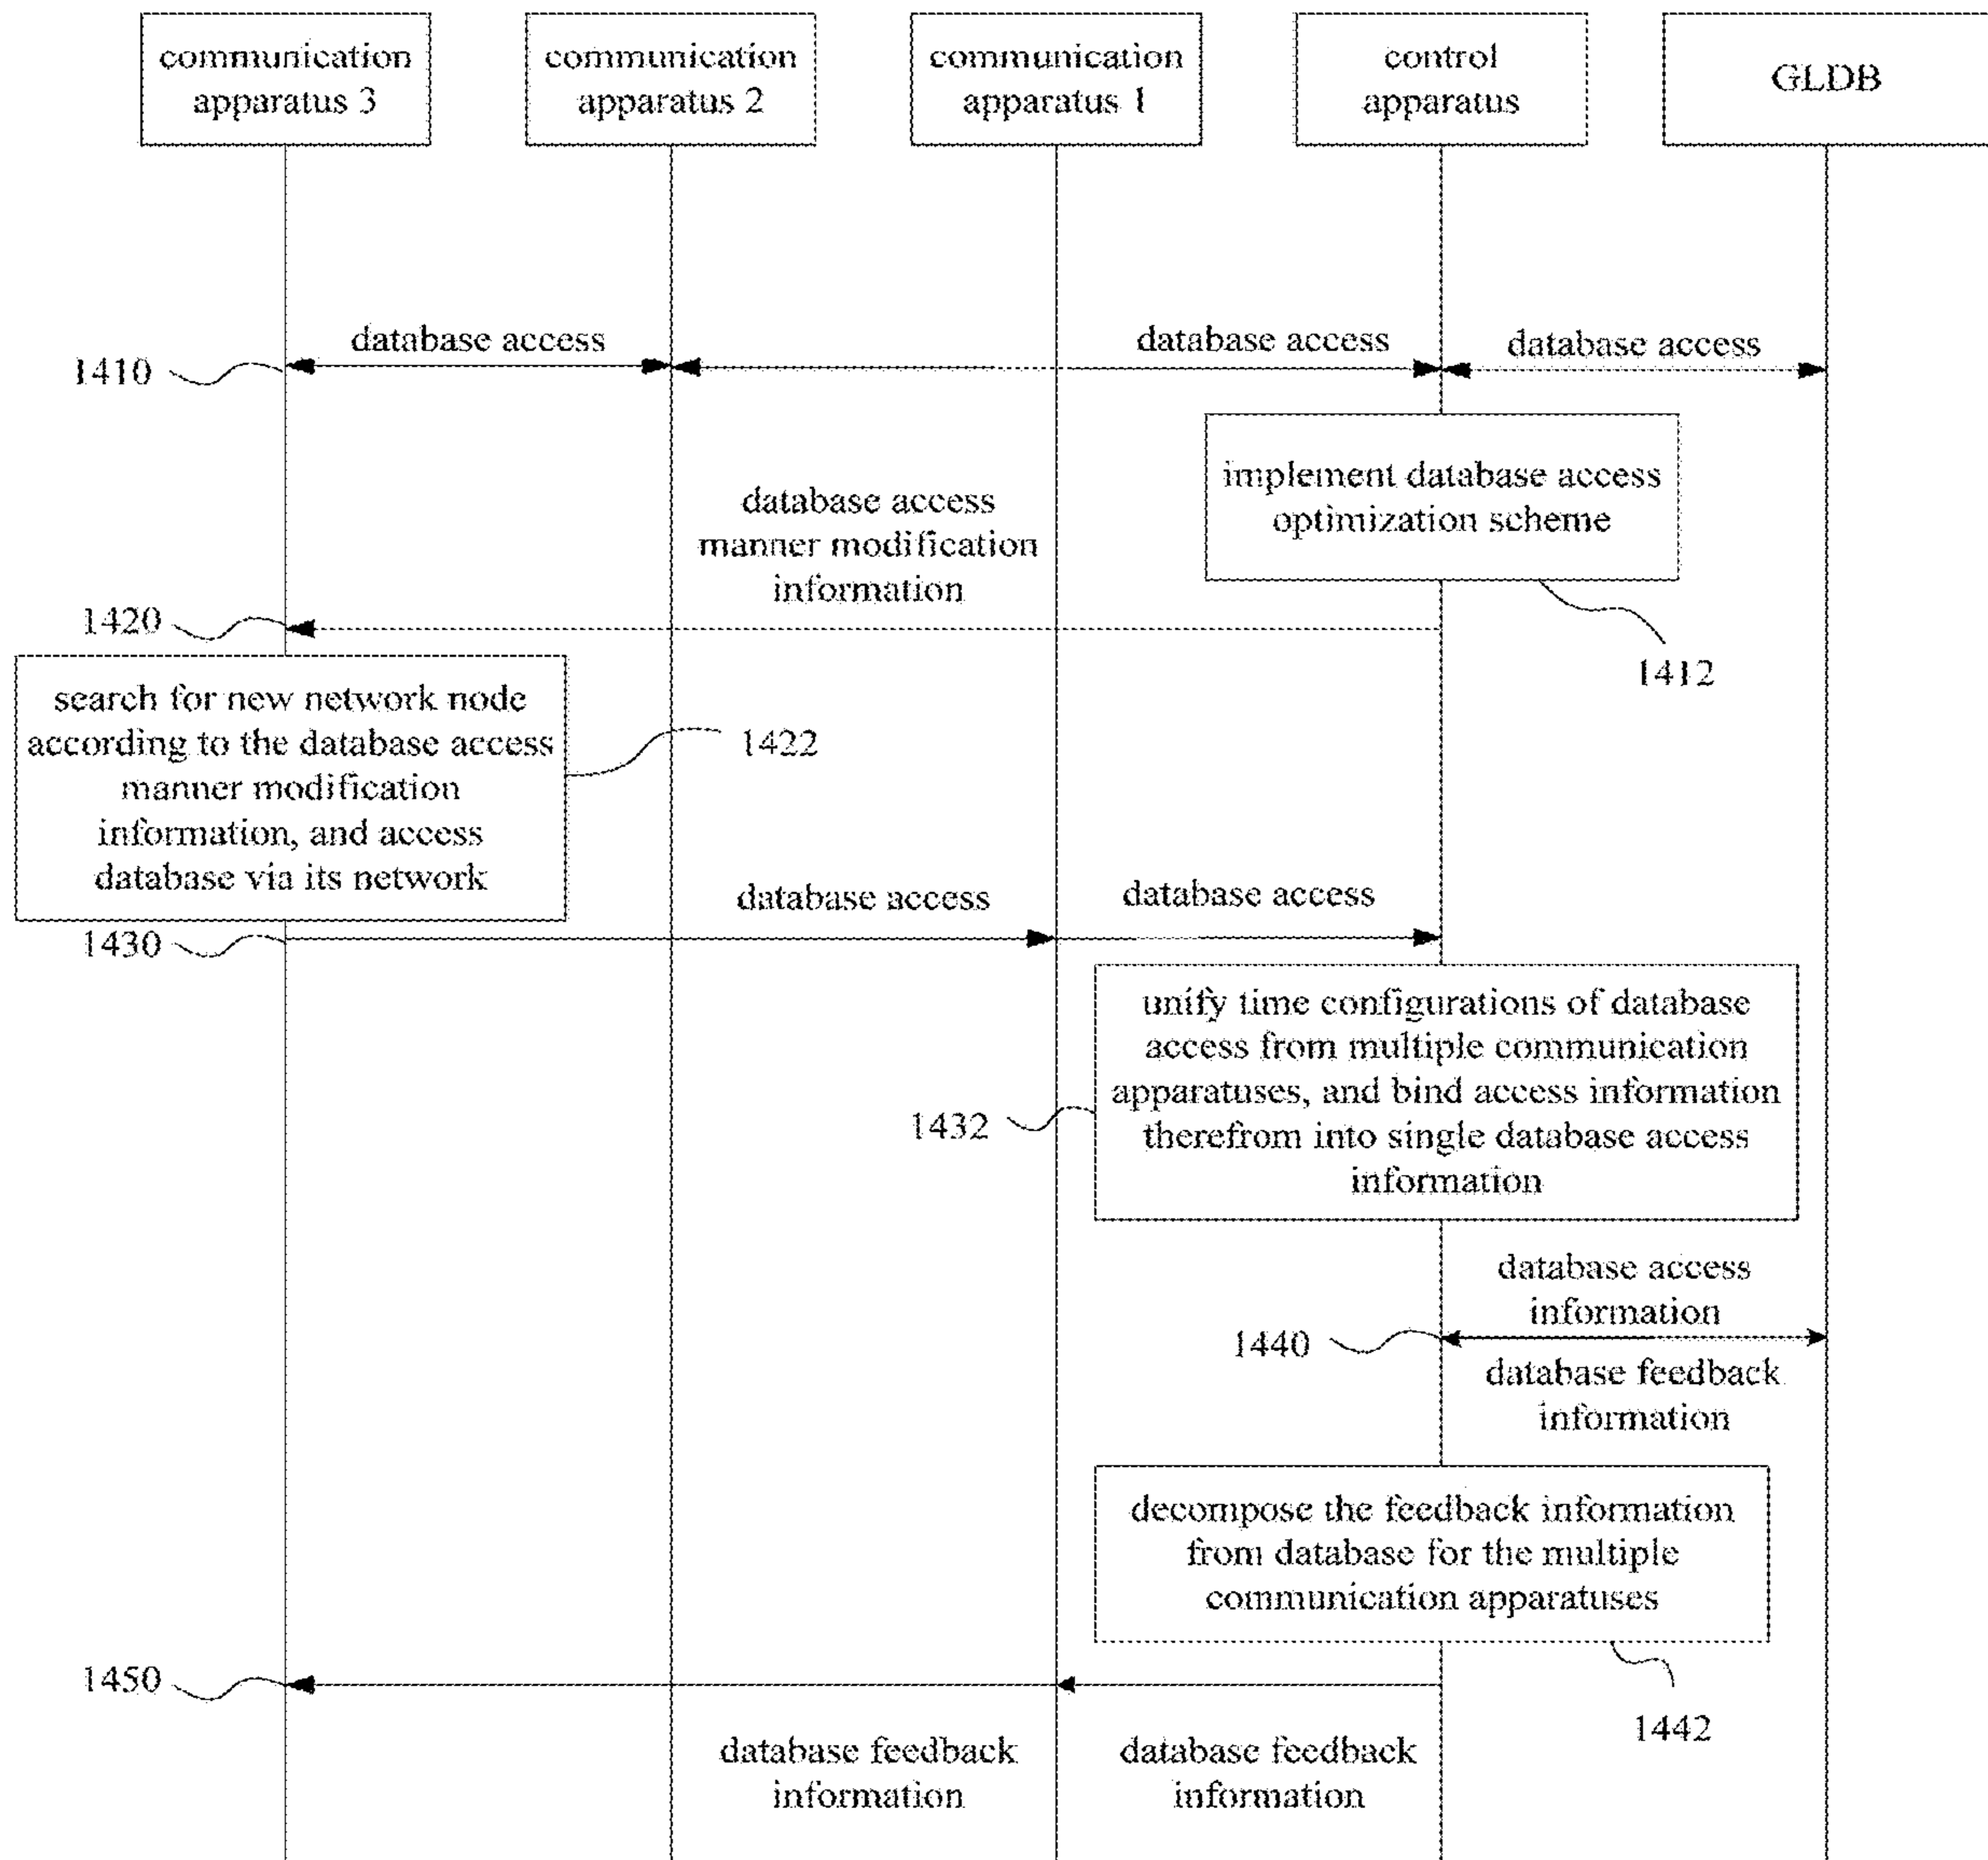 communication
apparatus 3
communication
apparatus 2
communication
apparatus 1
control
apparatus
GLDB
database access
database access
database access
1410
implement database access
optimization scheme
1412
database access
manner modification
information
1420
search for new network node
according to the database access
manner modification
information, and access
database via its network
1422
database access
database access
1430
unify time configurations of database
access from multiple communication
apparatuses, and bind access information
therefrom into single database access
information
1432
database access
information
1440
database feedback
information
decompose the feedback information
from database for the multiple
communication apparatuses
1442
1450
database feedback
information
database feedback
information